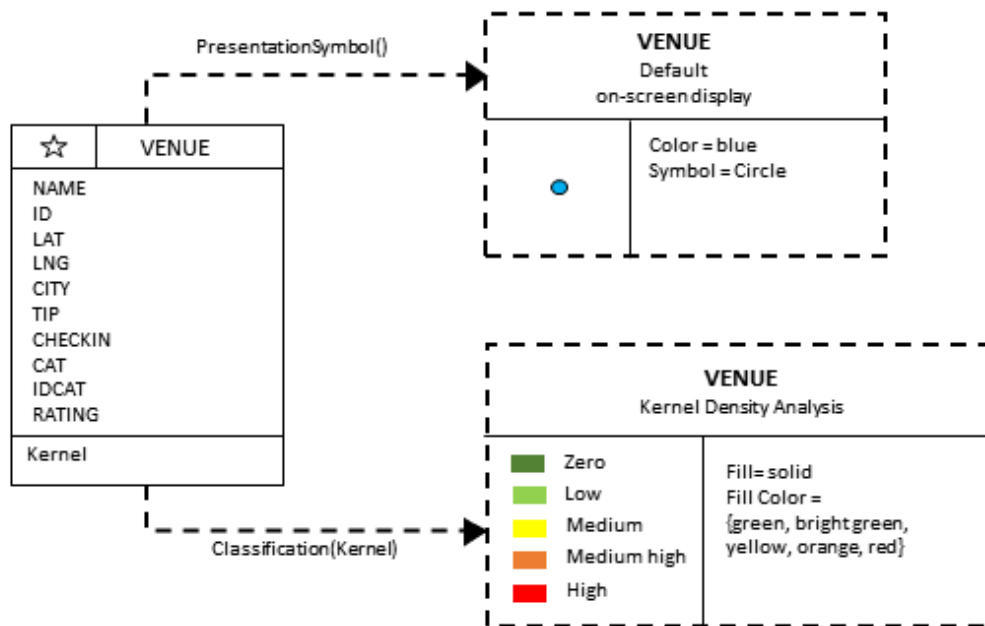 PresentationSymbol()
VENUE
Default
on-screen display
Color = blue
Symbol = Circle
VENUE
NAME
ID
LAT
LNG
CITY
TIP
CHECKIN
CAT
IDCAT
RATING
Kernel
Classification(Kernel)
VENUE
Kernel Density Analysis
Zero
Low
Medium
Medium high
High
Fill= solid
Fill Color =
{green, bright green,
yellow, orange, red}